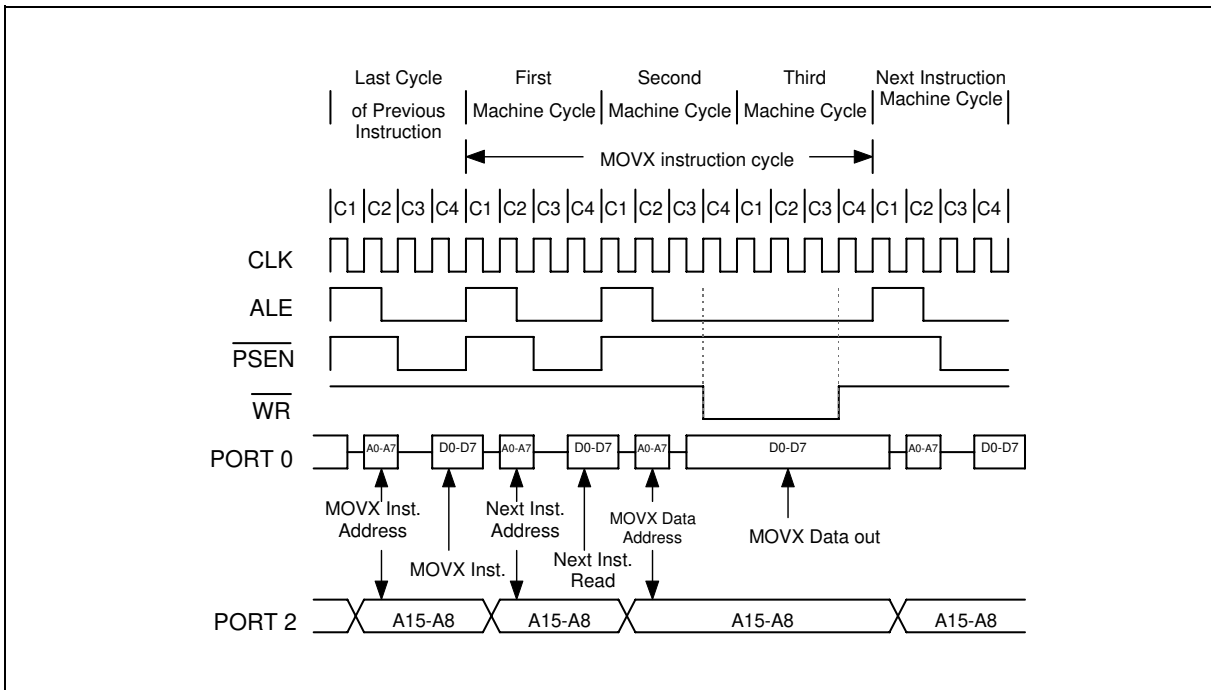 Last Cycle
of Previous
Instruction
First
Machine Cycle
Second
Machine Cycle
Third
Machine Cycle
Next Instruction
Machine Cycle
MOVX instruction cycle
C1 C2 C3 C4 C1 C2 C3 C4 C1 C2 C3 C4 C1 C2 C3 C4 C1 C2 C3 C4
CLK
ALE
PSEN
WR
PORT 0
A0-A7 D0-D7 A0-A7 D0-D7 A0-A7 D0-D7 A0-A7 D0-D7
MOVX Inst.
Address
MOVX Inst.
Next Inst.
Address
Next Inst.
Read
MOVX Data
Address
MOVX Data out
PORT 2
A15-A8 A15-A8 A15-A8 A15-A8